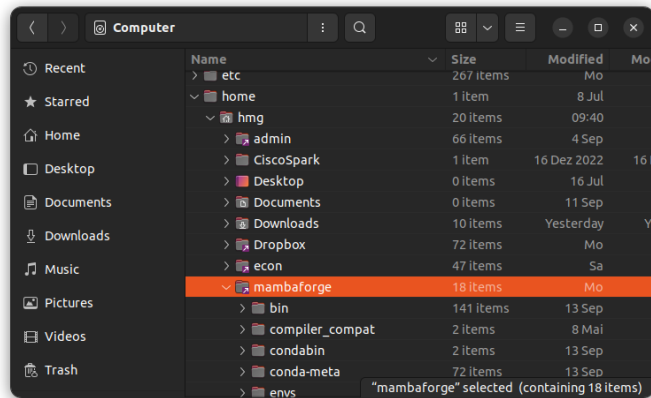 Computer
Name Size Modified Mo
Recent
Starred
Home
Desktop
Documents
Downloads
Music
Pictures
Videos
Trash
etc 267 items Mo
home 1 item 8 Jul
hmg 20 items 09:40
admin 66 items 4 Sep
CiscoSpark 1 item 16 Dez 2022 16
Desktop 0 items 16 Jul
Documents 0 items 11 Sep
Downloads 10 items Yesterday Y
Dropbox 72 items Mo
econ 47 items Sa
mambaforge 18 items Mo
bin 141 items 13 Sep
compiler_compat 2 items 8 Mai
condabin 2 items 13 Sep
conda-meta 72 items 13 Sep
envs
“mambaforge” selected (containing 18 items)